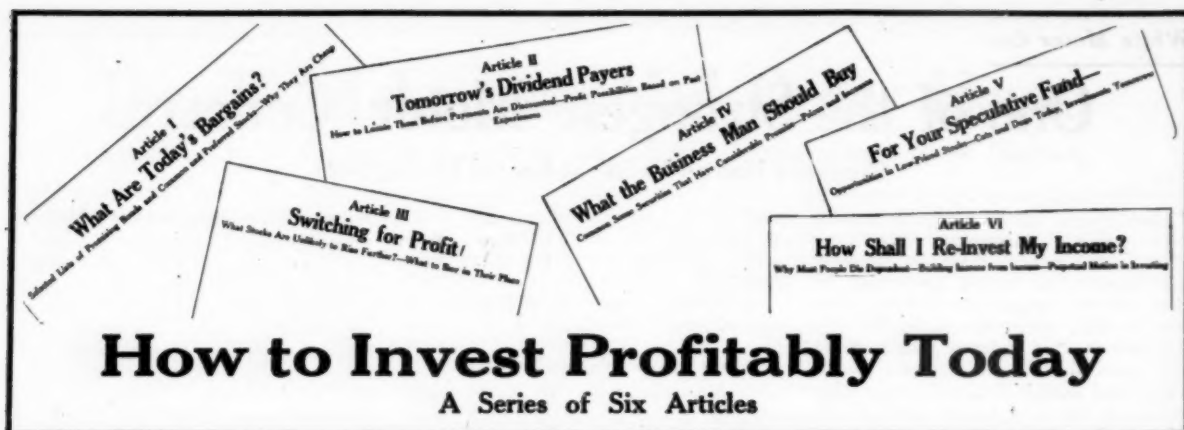 Article I
What Are Today's Bargains?
Selected Lists of Promising Bonds and Common and Preferred Stocks—Why They Are Cheap
Article II
Tomorrow's Dividend Payers
How to Locate Them Before Payments Are Discounted—Profit Possibilities Based on Past
Experiences
Article III
Switching for Profit!
What Stocks Are Unlikely to Rise Further?—What to Buy in Their Place
Article IV
What the Business Man Should Buy
Common Securities That Have Considerable Promise—Prices and Income
Article V
For Your Speculative Fund—
Opportunities in Low-Priced Stocks—Cats and Dogs Today, Investments Tomorrow
Article VI
How Shall I Re-Invest My Income?
Why Most People Die Dependent—Building Income from Income—Perpetual Motion in Investing
How to Invest Profitably Today
A Series of Six Articles